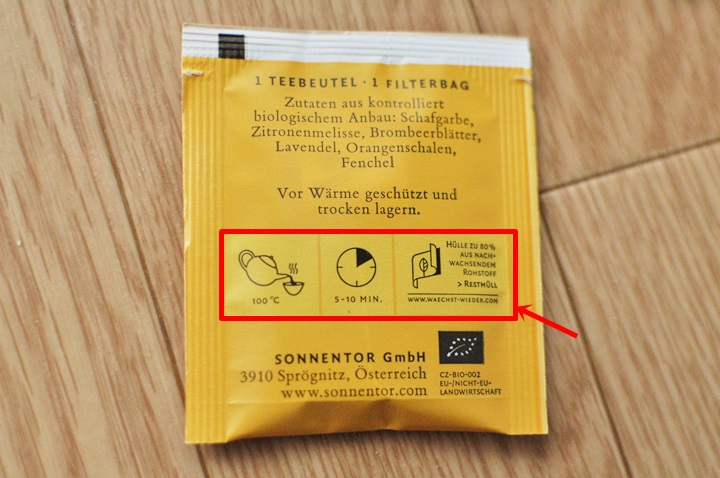 1 TEEBEUTEL · 1 FILTERBAG
Zutaten aus kontrolliert
biologischem Anbau: Schafgarbe,
Zitronenmelisse, Brombeerblätter,
Lavendel, Orangenschalen,
Fenchel
Vor Wärme geschützt und
trocken lagern.
100 °C
5-10 MIN.
HÜLLE ZU 80%
AUS NACH-
WACHSENDEM
ROHSTOFF
> RESTMÜLL
WWW.WAECHST-WIEDER.COM
SONNENTOR GmbH
3910 Sprögnitz, Österreich
www.sonnentor.com
CZ-BIO-002
EU-/NICHT-EU-
LANDWIRTSCHAFT